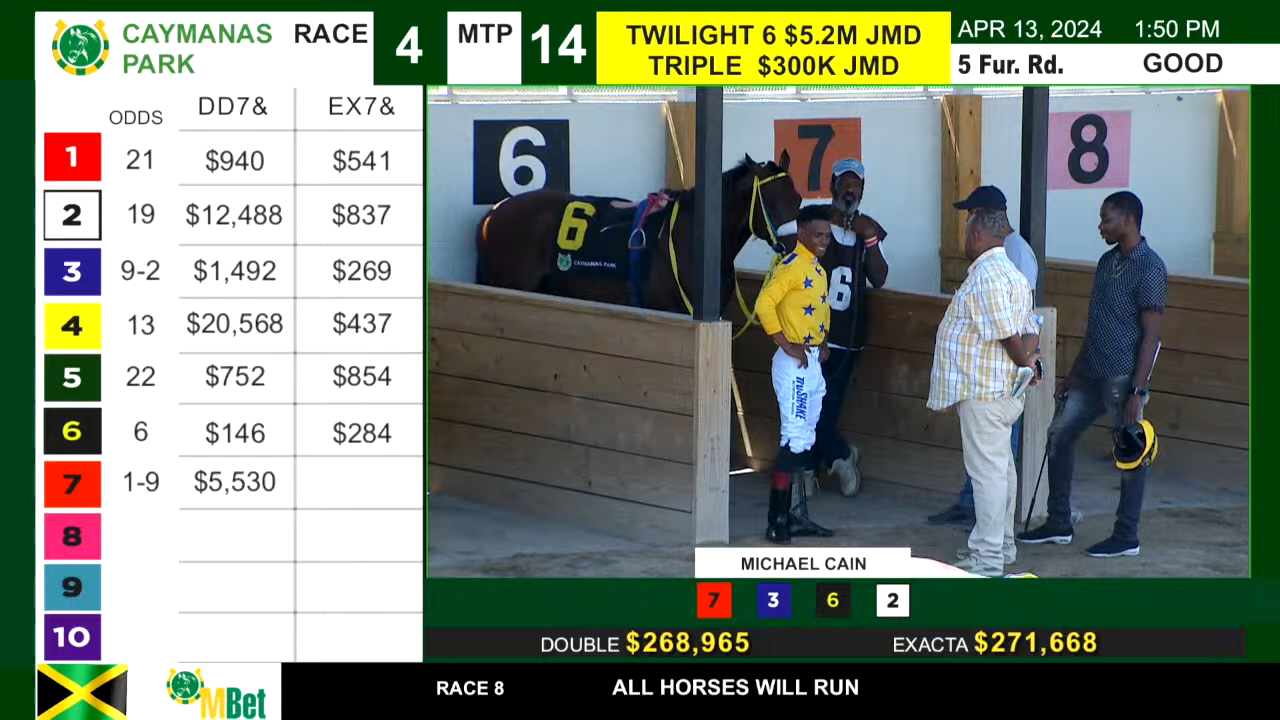 CAYMANAS
PARK
RACE 4
MTP 14
TWILIGHT 6 $5.2M JMD
TRIPLE $300K JMD
APR 13, 2024 1:50 PM
5 Fur. Rd. GOOD
ODDS DD7& EX7&
1 21 $940 $541
2 19 $12,488 $837
3 9-2 $1,492 $269
4 13 $20,568 $437
5 22 $752 $854
6 6 $146 $284
7 1-9 $5,530
8
9
10
6
7
8
6
CAYMANAS PARK
6
MICHAEL CAIN
7 3 6 2
DOUBLE $268,965 EXACTA $271,668
MBet
RACE 8 ALL HORSES WILL RUN